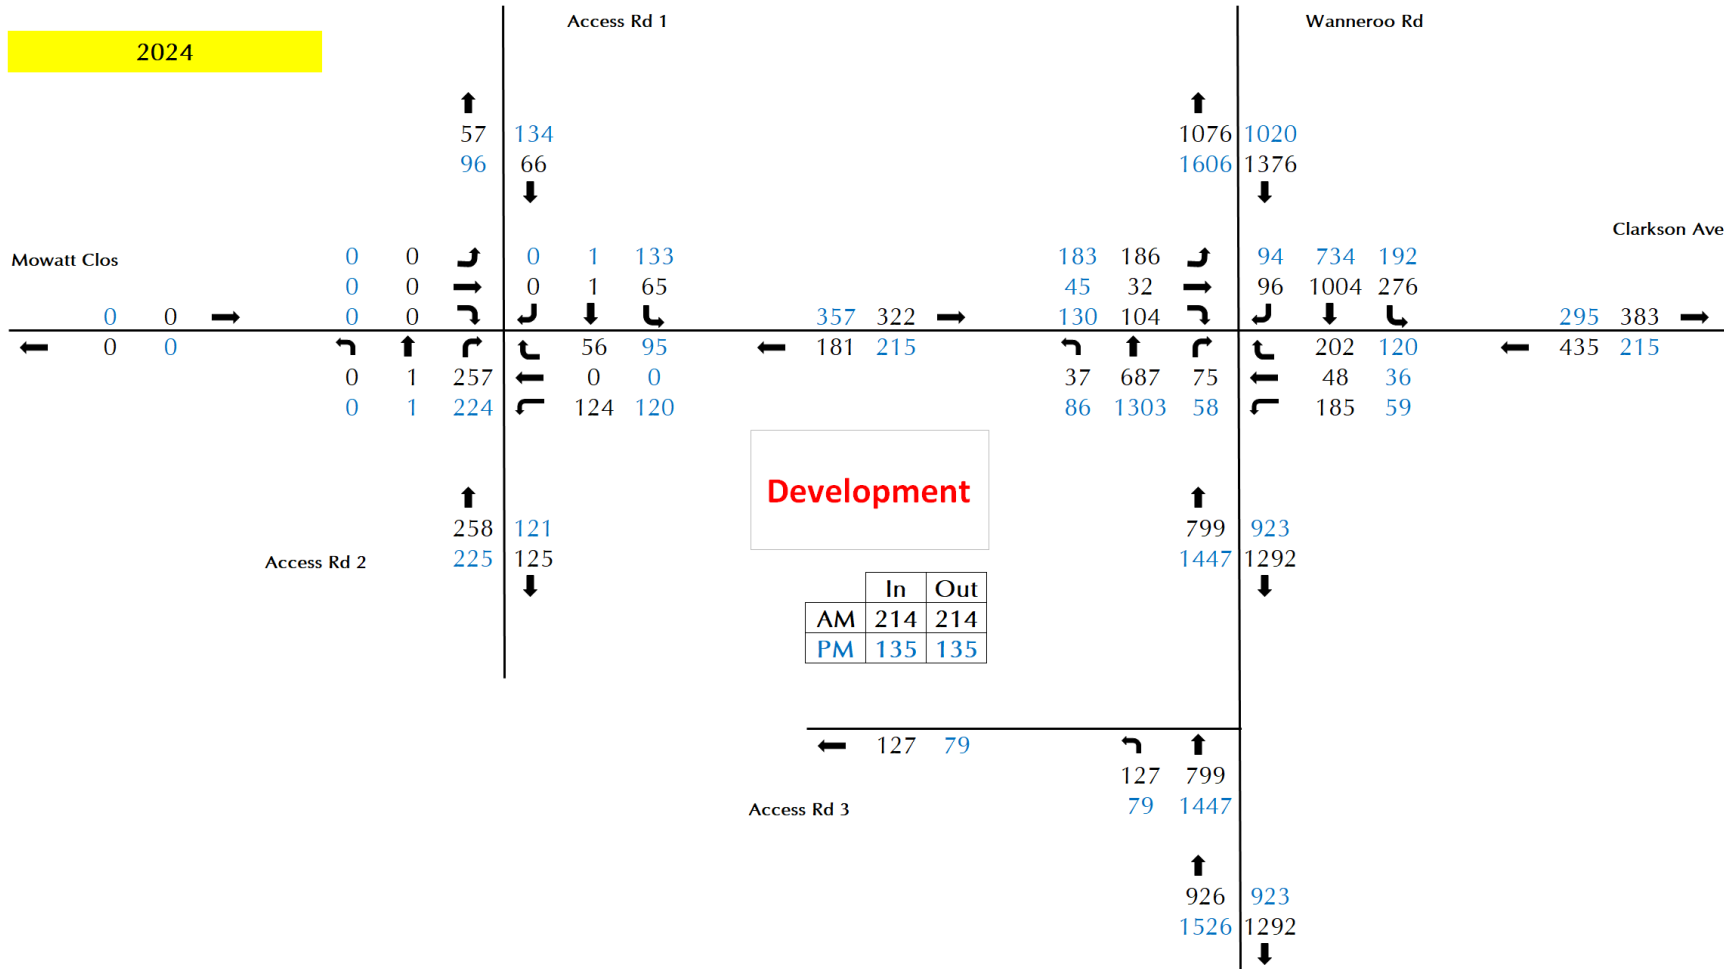 Access Rd 1 Wanneroo Rd
2024
57 134 1076 1020
96 66 1606 1376
Clarkson Ave
Mowatt Clos 0 0 0 1 133 183 186 94 734 192
0 0 0 1 65 45 32 96 1004 276
0 0 0 0 357 322 130 104 295 383
0 0 56 95 181 215 202 120 435 215
0 1 257 0 0 37 687 75 48 36
0 1 224 124 120 86 1303 58 185 59
Development
258 121 799 923
Access Rd 2 225 125 1447 1292
In Out
AM 214 214
PM 135 135
127 79
127 799
Access Rd 3 79 1447
926 923
1526 1292